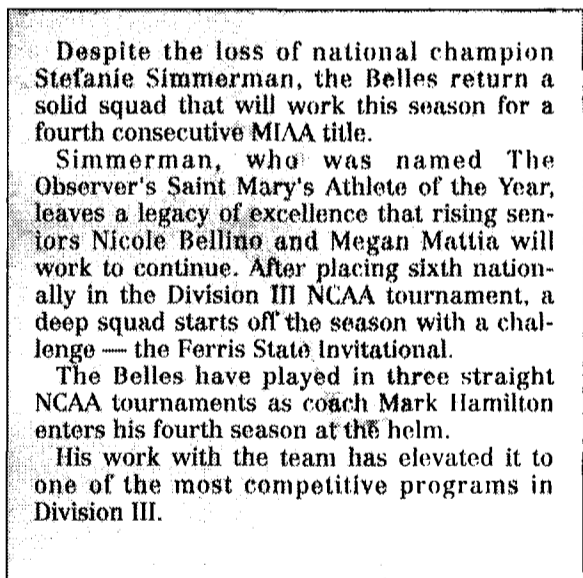 Despite the loss of national champion
Stefanie Simmerman, the Belles return a
solid squad that will work this season for a
fourth consecutive MIAA title.
Simmerman, who was named The
Observer's Saint Mary's Athlete of the Year,
leaves a legacy of excellence that rising sen-
iors Nicole Bellino and Megan Mattia will
work to continue. After placing sixth nation-
ally in the Division III NCAA tournament, a
deep squad starts off the season with a chal-
lenge — the Ferris State Invitational.
The Belles have played in three straight
NCAA tournaments as coach Mark Hamilton
enters his fourth season at the helm.
His work with the team has elevated it to
one of the most competitive programs in
Division III.